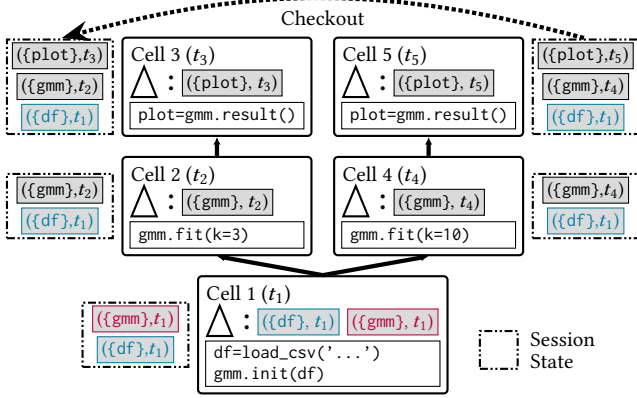 Checkout
({plot},t3)
({gmm},t2)
({df},t1)
Cell 3 (t3)
Δ : ({plot}, t3)
plot=gmm.result()
Cell 5 (t5)
Δ : ({plot}, t5)
plot=gmm.result()
({plot},t5)
({gmm},t4)
({df},t1)
({gmm},t2)
({df},t1)
Cell 2 (t2)
Δ : ({gmm}, t2)
gmm.fit(k=3)
Cell 4 (t4)
Δ : ({gmm}, t4)
gmm.fit(k=10)
({gmm},t4)
({df},t1)
({gmm},t1)
({df},t1)
Cell 1 (t1)
Δ : ({df}, t1) ({gmm}, t1)
df=load_csv('...')
gmm.init(df)
Session
State